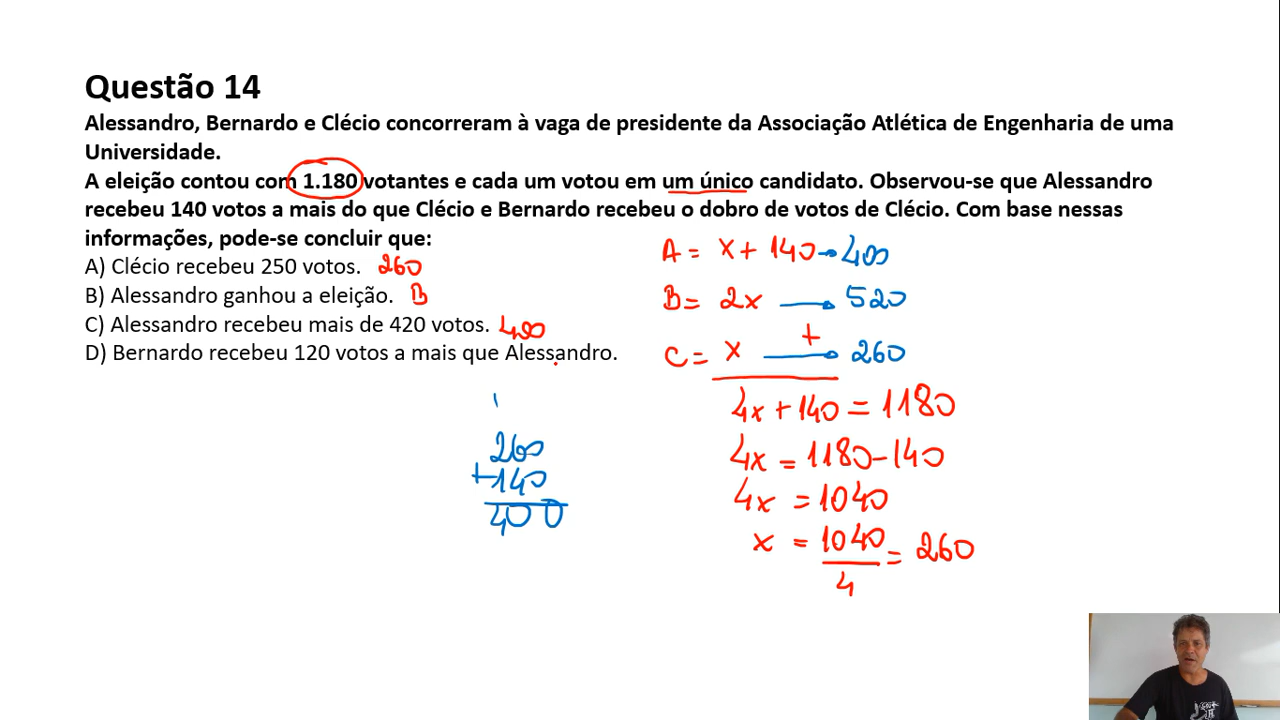 Questão 14
Alessandro, Bernardo e Clécio concorreram à vaga de presidente da Associação Atlética de Engenharia de uma
Universidade.
A eleição contou com 1.180 votantes e cada um votou em um único candidato. Observou-se que Alessandro
recebeu 140 votos a mais do que Clécio e Bernardo recebeu o dobro de votos de Clécio. Com base nessas
informações, pode-se concluir que:
A) Clécio recebeu 250 votos. 260
B) Alessandro ganhou a eleição. B
C) Alessandro recebeu mais de 420 votos. 400
D) Bernardo recebeu 120 votos a mais que Alessandro.
A = x + 140 → 400
B = 2x → 520
+
C = x → 260
4x + 140 = 1180
4x = 1180 - 140
4x = 1040
x = 1040/4 = 260
260
+ 140
400